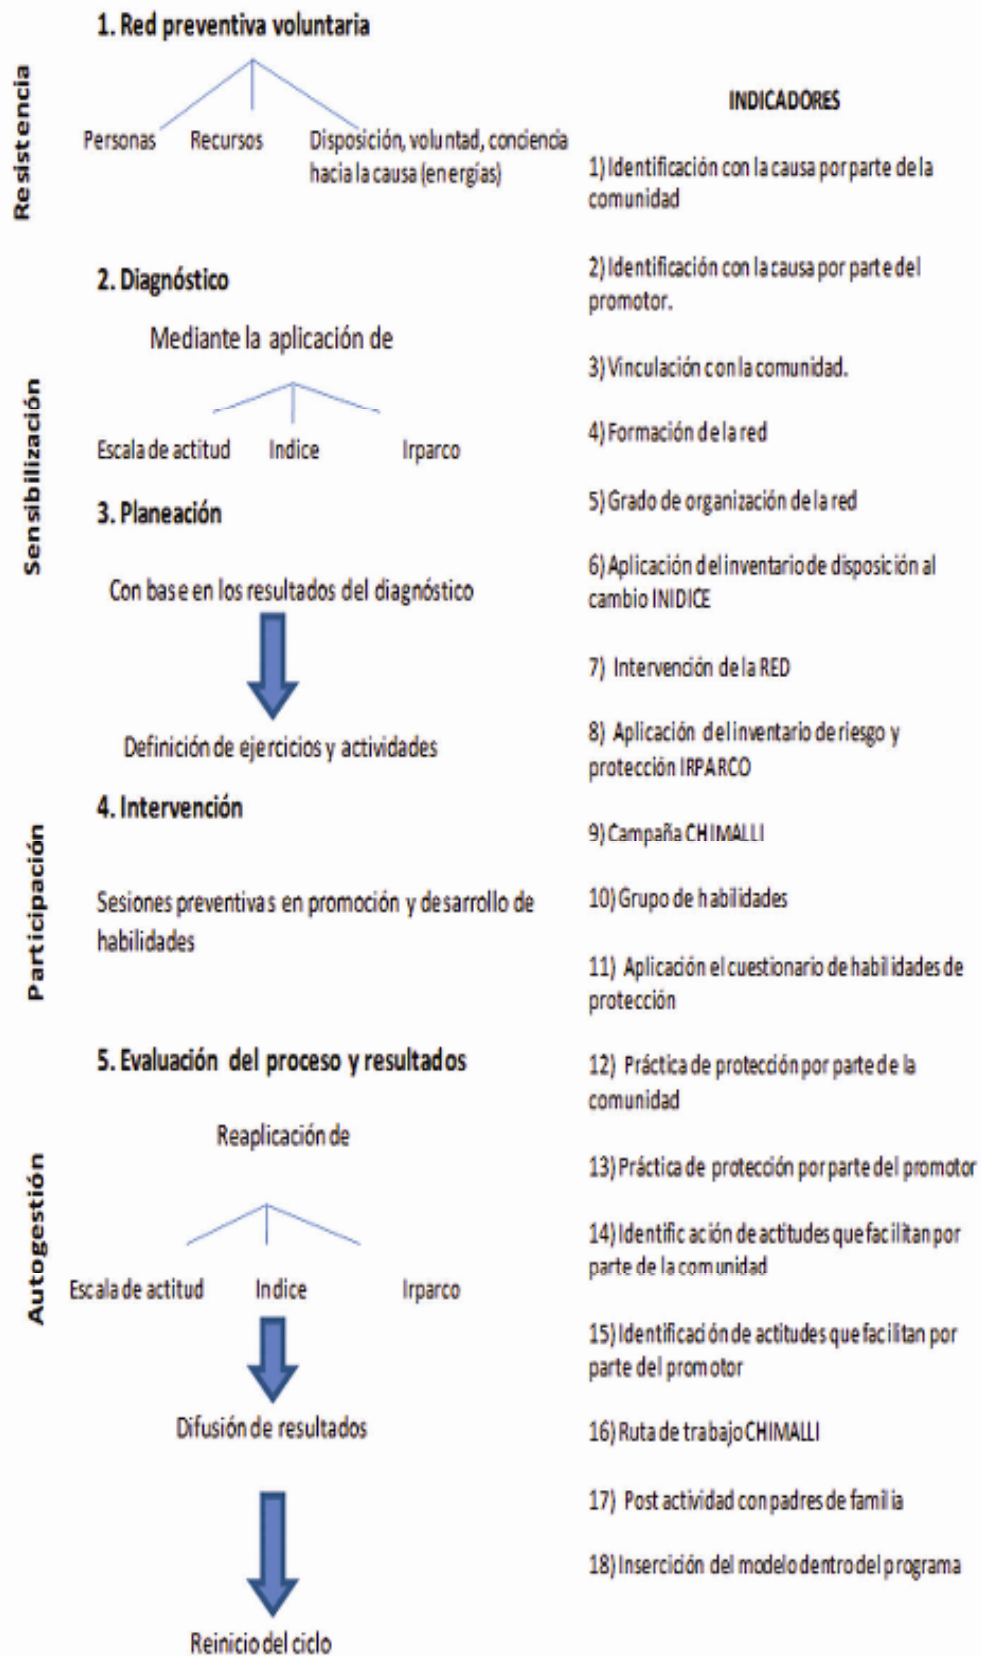 1. Red preventiva voluntaria
Resistencia
Personas
Recursos
Disposición, voluntad, conciencia
hacia la causa (energías)
2. Diagnóstico
Mediante la aplicación de
Sensibilización
Escala de actitud
Indice
Irparco
3. Planeación
Con base en los resultados del diagnóstico
Definición de ejercicios y actividades
4. Intervención
Participación
Sesiones preventivas en promoción y desarrollo de
habilidades
5. Evaluación del proceso y resultados
Reaplicación de
Autogestión
Escala de actitud
Indice
Irparco
Difusión de resultados
Reinicio del ciclo
INDICADORES
1) Identificación con la causa por parte de la
comunidad
2) Identificación con la causa por parte del
promotor.
3) Vinculación con la comunidad.
4) Formación de la red
5) Grado de organización de la red
6) Aplicación del inventario de disposición al
cambio INIDICE
7) Intervención de la RED
8) Aplicación del inventario de riesgo y
protección IRPARCO
9) Campaña CHIMALLI
10) Grupo de habilidades
11) Aplicación el cuestionario de habilidades de
protección
12) Práctica de protección por parte de la
comunidad
13) Práctica de protección por parte del promotor
14) Identificación de actitudes que facilitan por
parte de la comunidad
15) Identificación de actitudes que facilitan por
parte del promotor
16) Ruta de trabajo CHIMALLI
17) Post actividad con padres de familia
18) Insercición del modelo dentro del programa